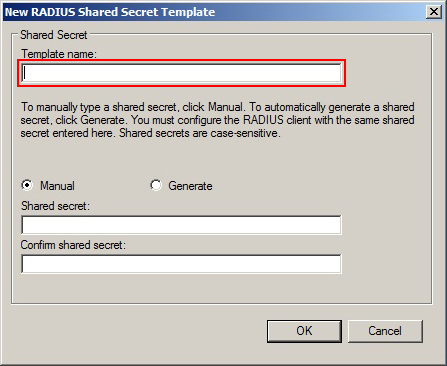 New RADIUS Shared Secret Template
Shared Secret
Template name:
To manually type a shared secret, click Manual. To automatically generate a shared
secret, click Generate. You must configure the RADIUS client with the same shared
secret entered here. Shared secrets are case-sensitive.
Manual
Generate
Shared secret:
Confirm shared secret:
OK
Cancel